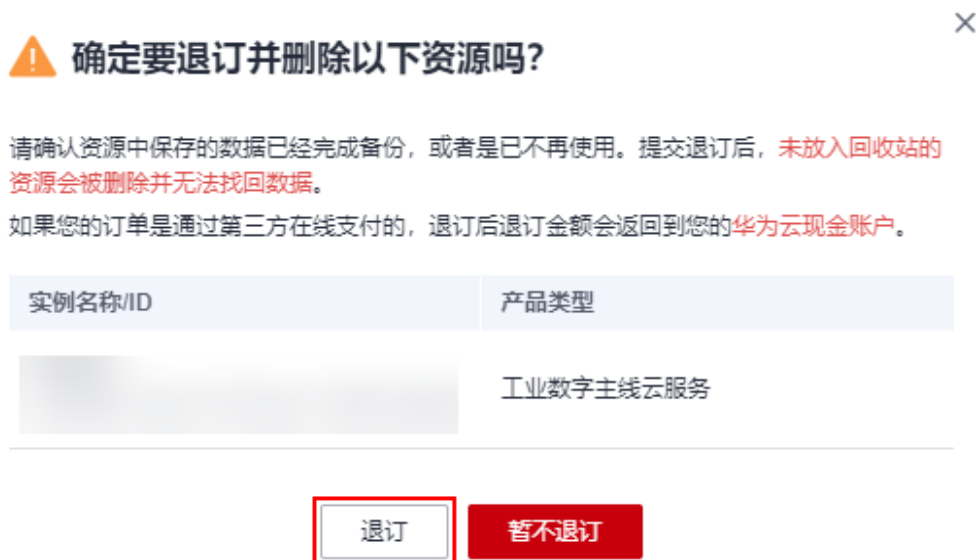 确定要退订并删除以下资源吗?
请确认资源中保存的数据已经完成备份，或者是已不再使用。提交退订后，未放入回收站的
资源会被删除并无法找回数据。
如果您的订单是通过第三方在线支付的，退订后退订金额会返回到您的华为云现金账户。
实例名称/ID 产品类型
工业数字主线云服务
退订 暂不退订